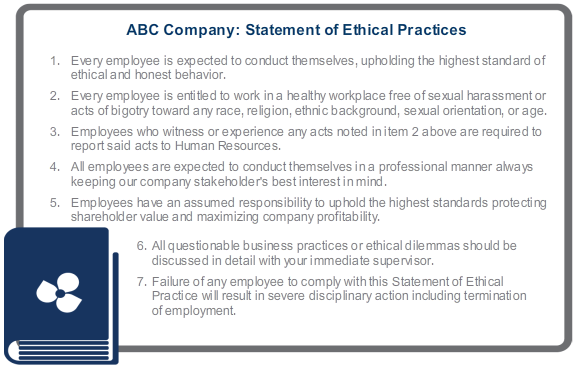 ABC Company: Statement of Ethical Practices
1. Every employee is expected to conduct themselves, upholding the highest standard of
ethical and honest behavior.
2. Every employee is entitled to work in a healthy workplace free of sexual harassment or
acts of bigotry toward any race, religion, ethnic background, sexual orientation, or age.
3. Employees who witness or experience any acts noted in item 2 above are required to
report said acts to Human Resources.
4. All employees are expected to conduct themselves in a professional manner always
keeping our company stakeholder's best interest in mind.
5. Employees have an assumed responsibility to uphold the highest standards protecting
shareholder value and maximizing company profitability.
6. All questionable business practices or ethical dilemmas should be
discussed in detail with your immediate supervisor.
7. Failure of any employee to comply with this Statement of Ethical
Practice will result in severe disciplinary action including termination
of employment.